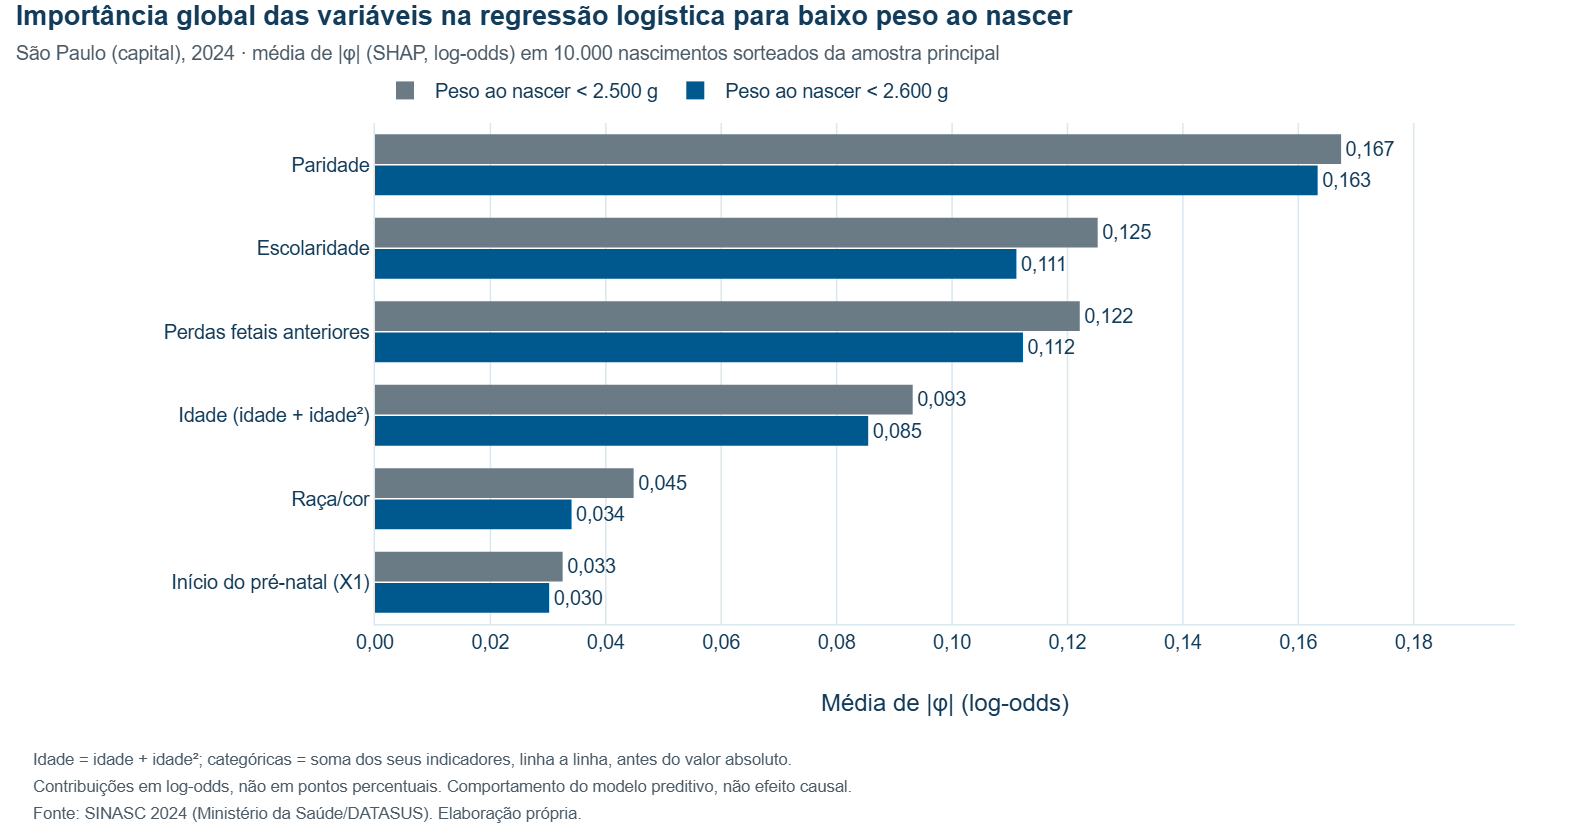 Importância global das variáveis na regressão logística para baixo peso ao nascer
São Paulo (capital), 2024 · média de |φ| (SHAP, log-odds) em 10.000 nascimentos sorteados da amostra principal
Peso ao nascer < 2.500 g
Peso ao nascer < 2.600 g
Paridade
0,167
0,163
Escolaridade
0,125
0,111
Perdas fetais anteriores
0,122
0,112
Idade (idade + idade²)
0,093
0,085
Raça/cor
0,045
0,034
Início do pré-natal (X1)
0,033
0,030
0,00 0,02 0,04 0,06 0,08 0,10 0,12 0,14 0,16 0,18
Média de |φ| (log-odds)
Idade = idade + idade²; categóricas = soma dos seus indicadores, linha a linha, antes do valor absoluto.
Contribuições em log-odds, não em pontos percentuais. Comportamento do modelo preditivo, não efeito causal.
Fonte: SINASC 2024 (Ministério da Saúde/DATASUS). Elaboração própria.